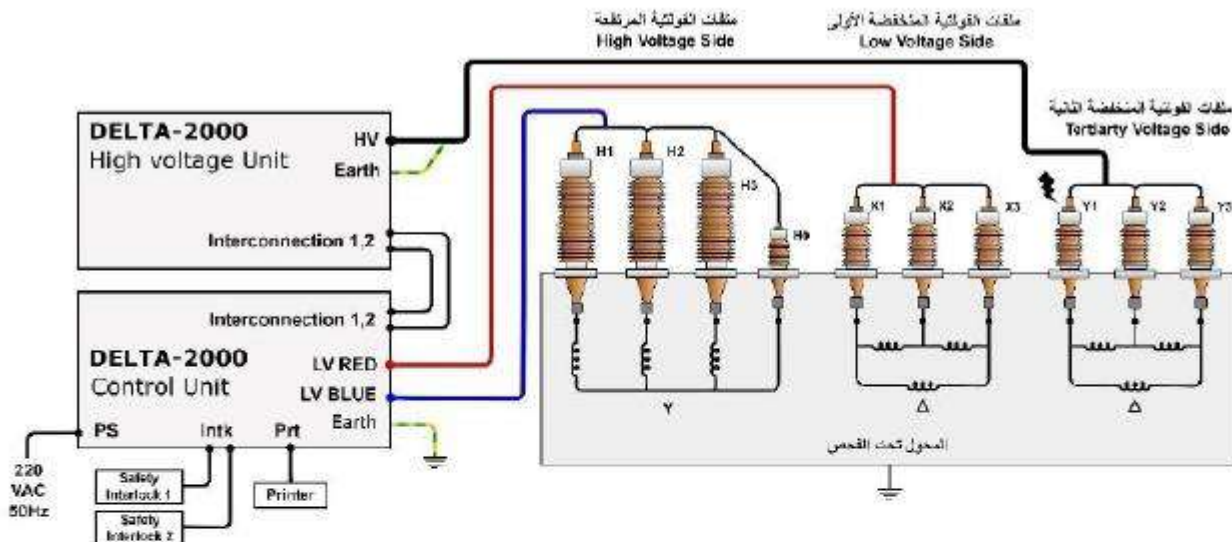 ملفات الفولتية المرتفعة
High Voltage Side
ملفات الفولتية المنخفضة الأولى
Low Voltage Side
ملفات الفولتية المنخفضة الثانية
Tertiarty Voltage Side
DELTA-2000
High voltage Unit
HV
Earth
Interconnection 1,2
H1
H2
H3
H0
X1
X2
X3
Y1
Y2
Y3
Interconnection 1,2
DELTA-2000
Control Unit
LV RED
LV BLUE
Earth
PS
Intk
Prt
220
VAC
50Hz
Safety
Interlock 1
Safety
Interlock 2
Printer
Y
Δ
Δ
المحول تحت الفحص